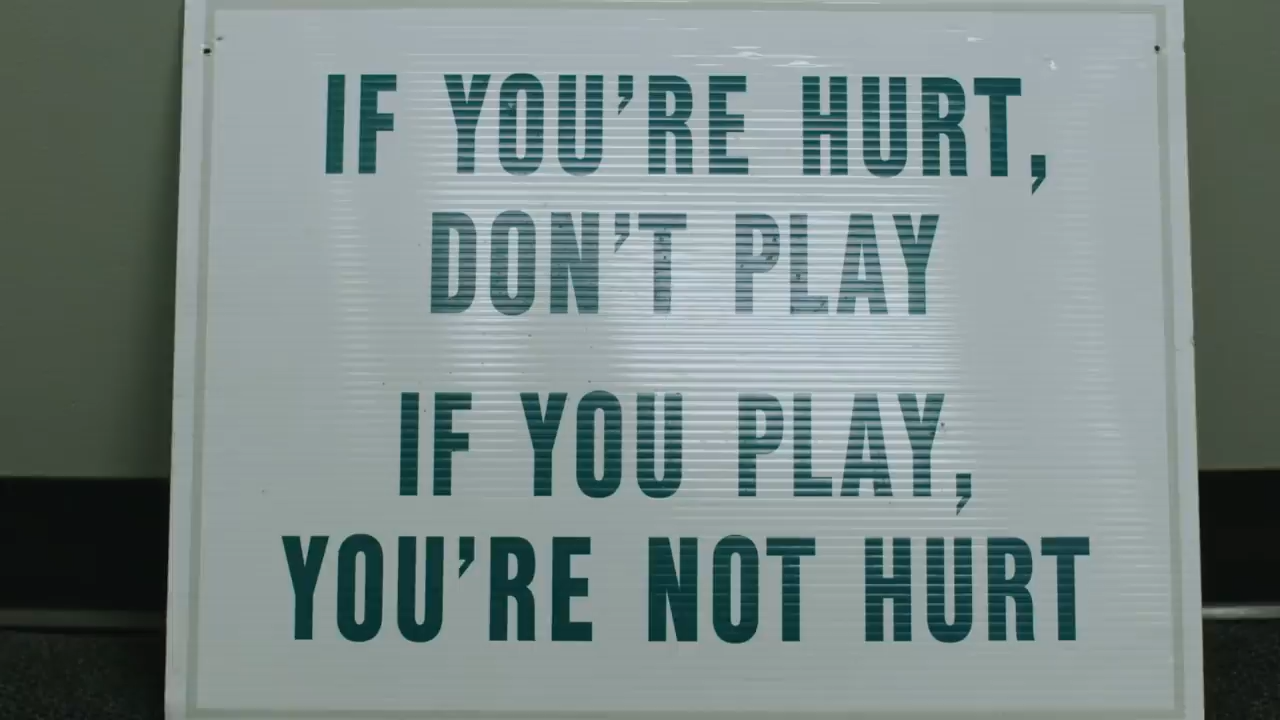 IF YOU'RE HURT,
DON'T PLAY
IF YOU PLAY,
YOU'RE NOT HURT